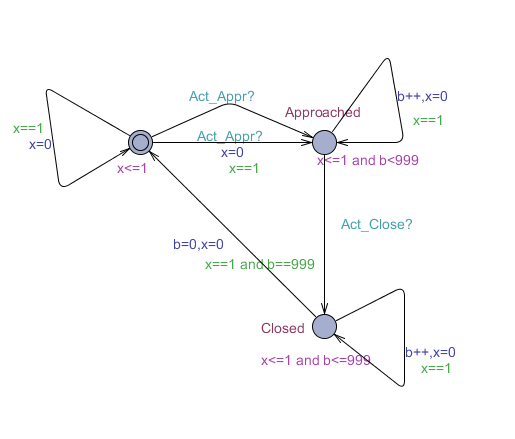 Act_Appr?
b++,x=0
Approached
x==1
x==1
Act_Appr?
x=0
x=0
x<=1 and b<999
x<=1
x==1
Act_Close?
b=0,x=0
x==1 and b==999
Closed
b++,x=0
x<=1 and b<=999
x==1